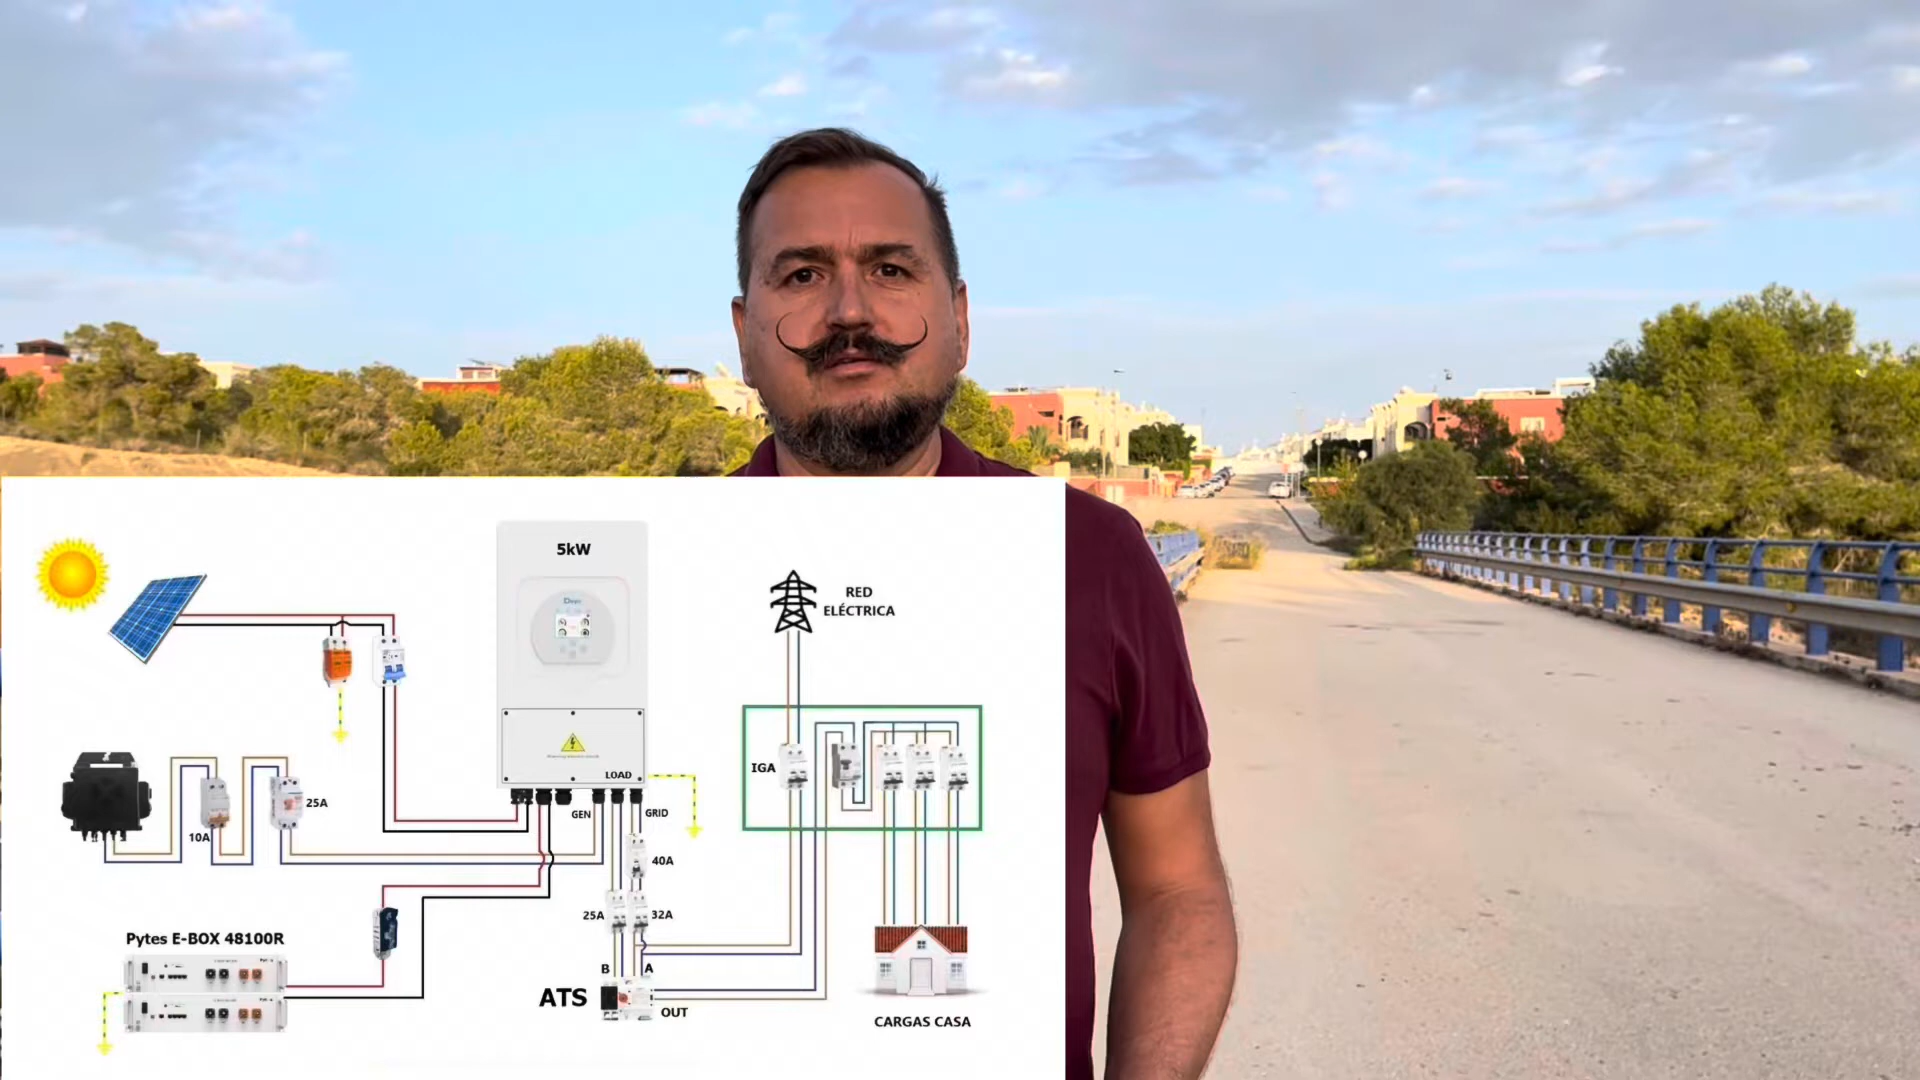 5kW
Deye
RED
ELÉCTRICA
IGA
LOAD
GEN
GRID
25A
10A
40A
25A
32A
Pytes E-BOX 48100R
B
A
ATS
OUT
CARGAS CASA